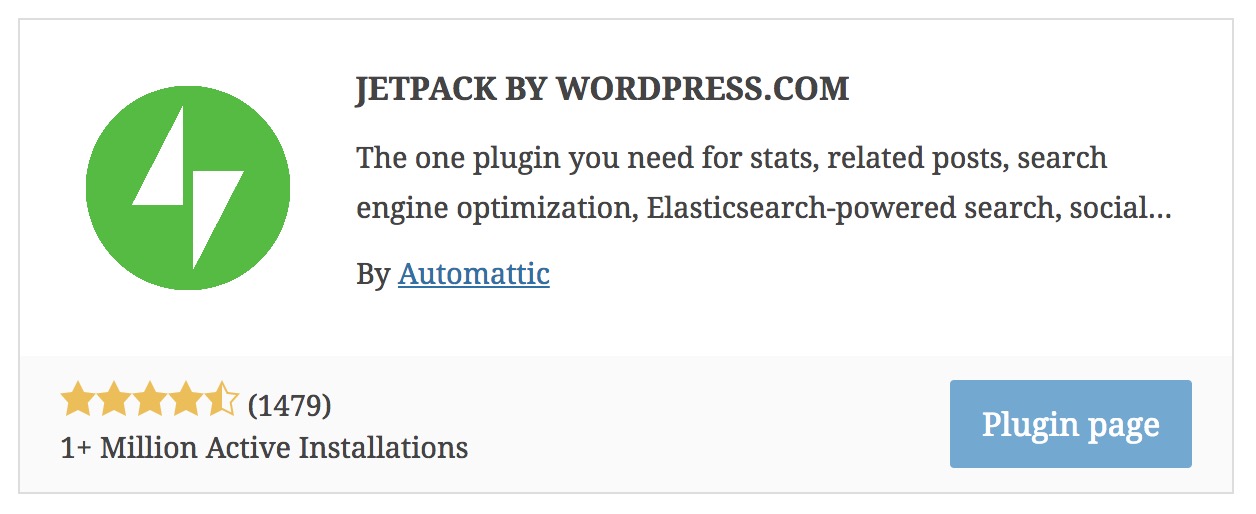 JETPACK BY WORDPRESS.COM
The one plugin you need for stats, related posts, search
engine optimization, Elasticsearch-powered search, social...
By Automattic
(1479)
1+ Million Active Installations
Plugin page